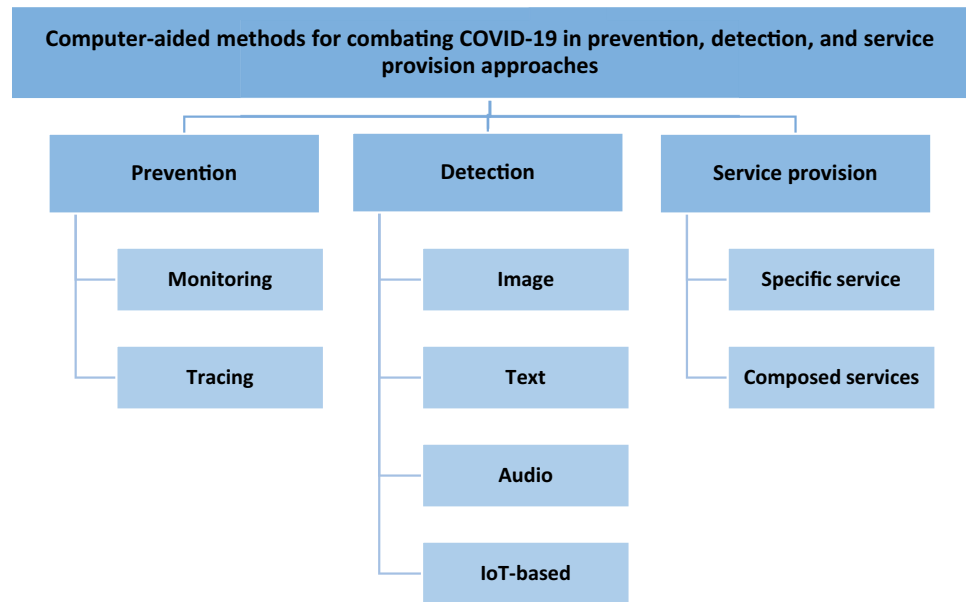 Computer-aided methods for combating COVID-19 in prevention, detection, and service
provision approaches
Prevention
Detection
Service provision
Monitoring
Image
Specific service
Tracing
Text
Composed services
Audio
IoT-based